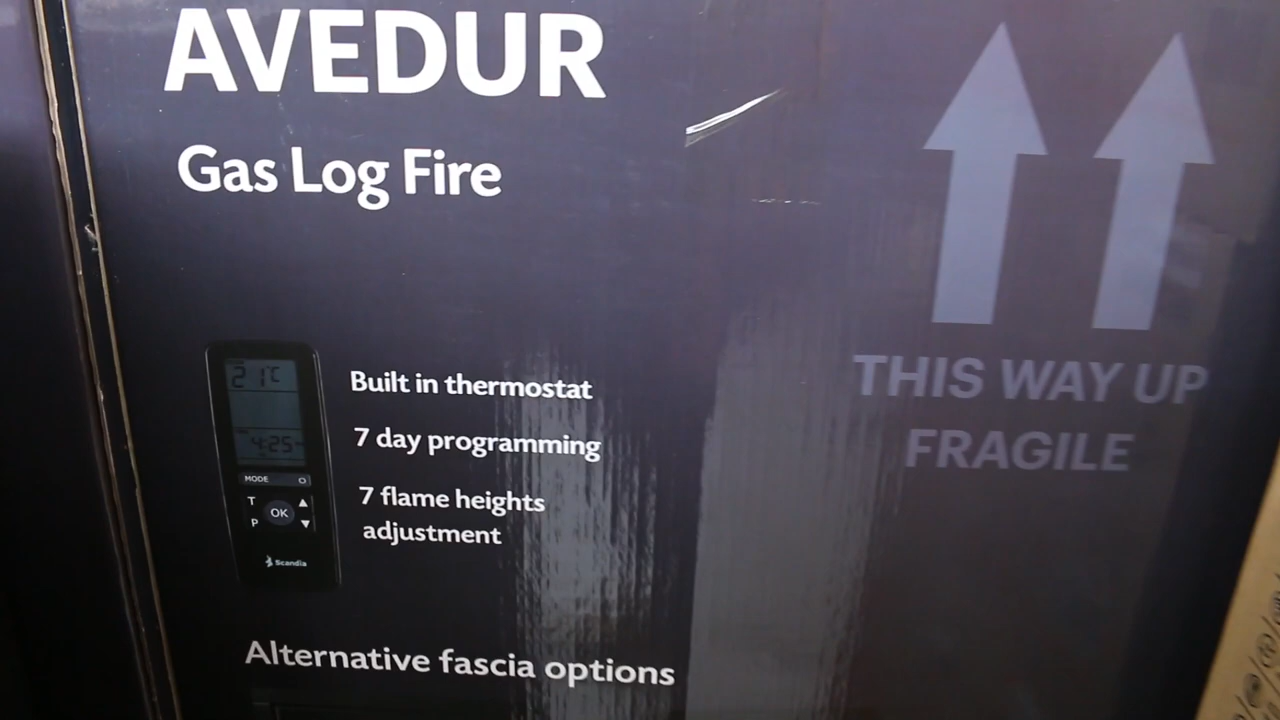 AVEDUR
Gas Log Fire
21°C
4:25
MODE
T
OK
P
Scandia
Built in thermostat
7 day programming
7 flame heights
adjustment
THIS WAY UP
FRAGILE
Alternative fascia options